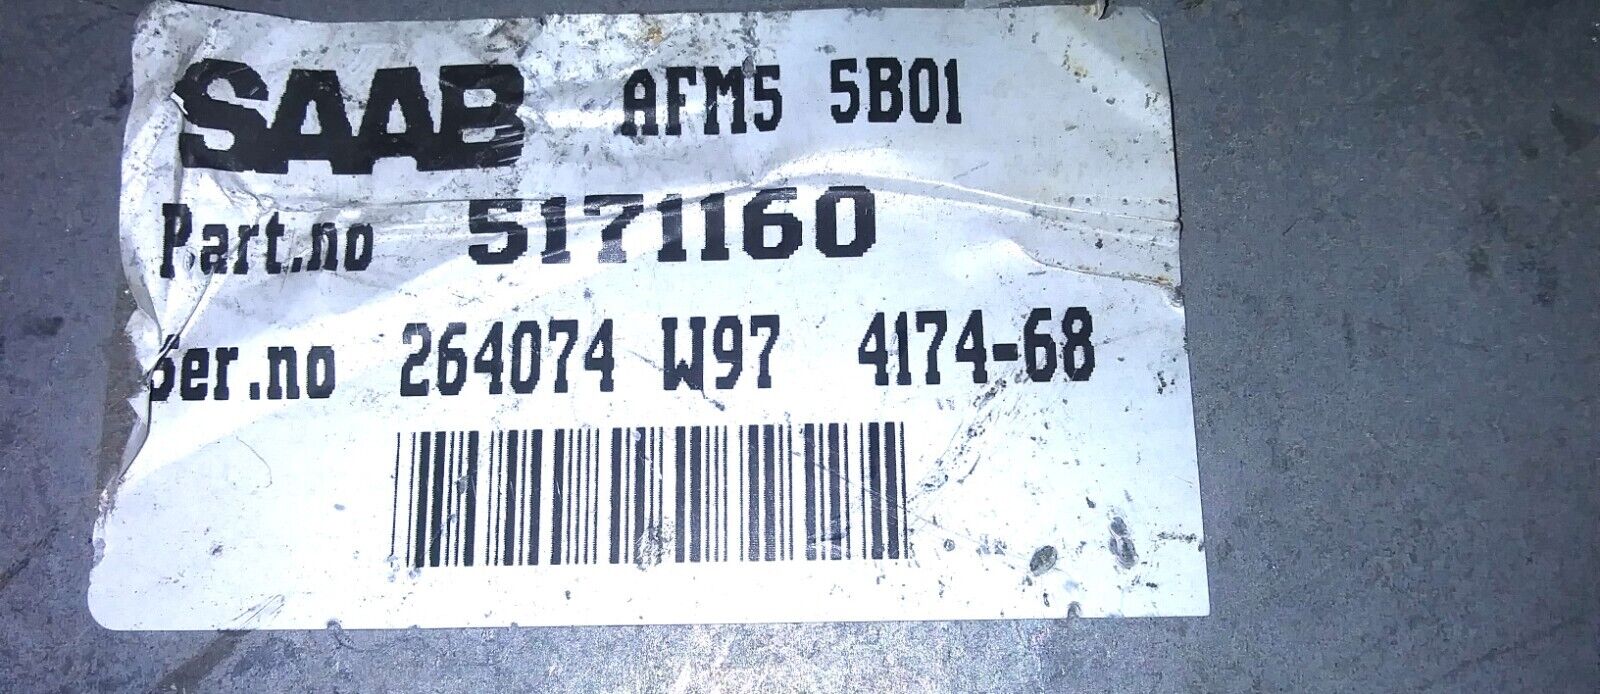 SAAB AFM5 5B01
Part.no 5171160
Ser.no 264074 W97 4174-68